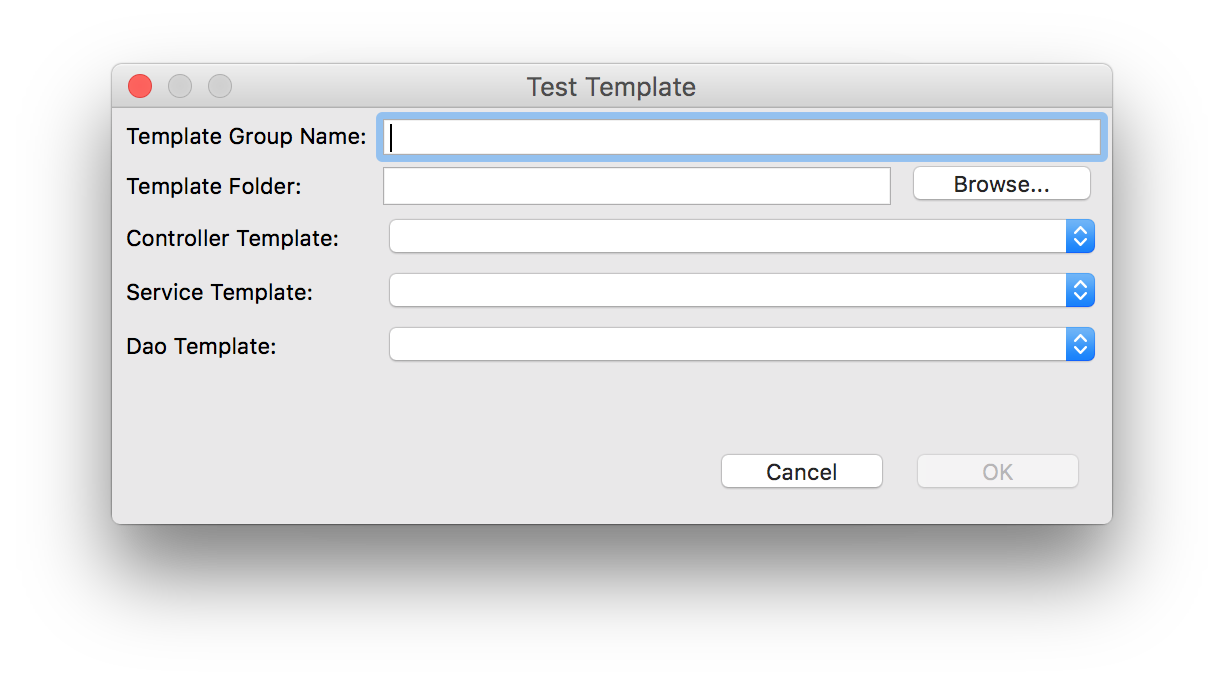 Test Template
Template Group Name:
Template Folder:
Browse...
Controller Template:
Service Template:
Dao Template:
Cancel
OK